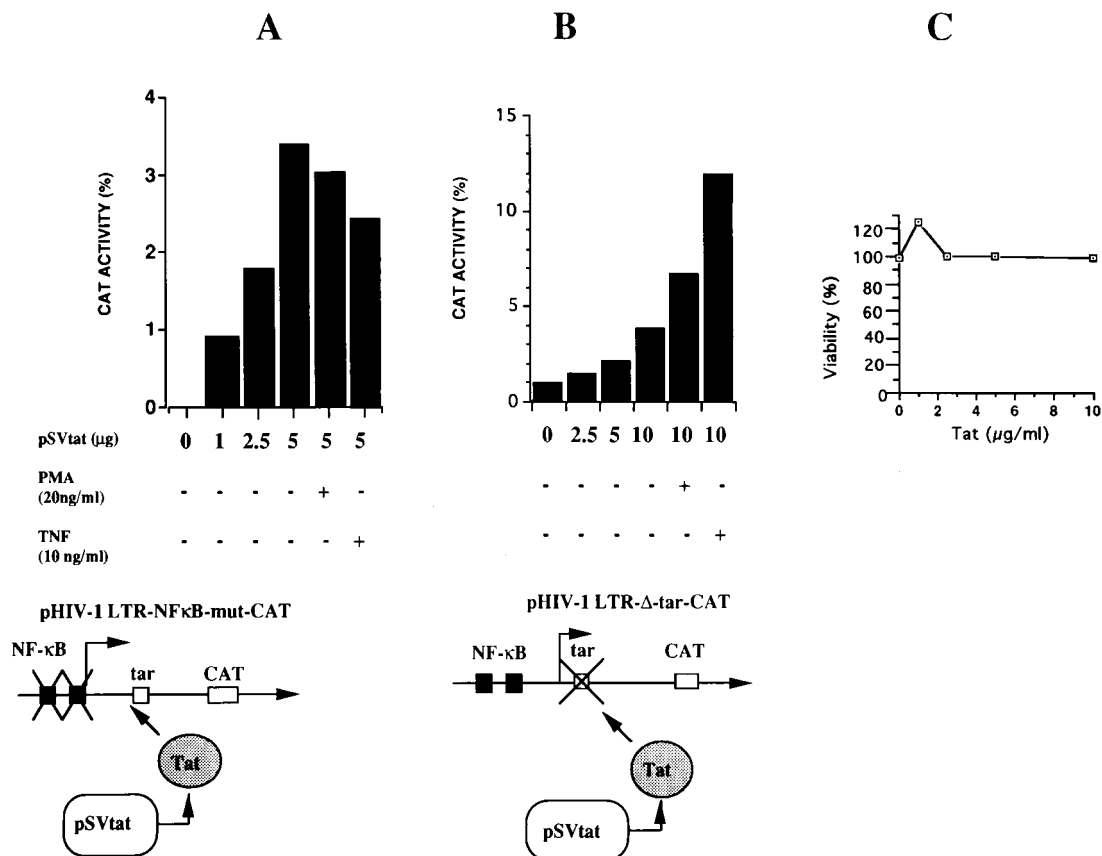 A
B
C
4
3
2
1
0
CAT ACTIVITY (%)
15
10
5
0
CAT ACTIVITY (%)
120
100
80
60
40
20
0
Viability (%)
0 2 4 6 8 10
Tat (µg/ml)
pSVtat (µg) 0 1 2.5 5 5 5
0 2.5 5 10 10 10
PMA
(20ng/ml) - - - - + -
- - - - + -
TNF
(10 ng/ml) - - - - - +
- - - - - +
pHIV-1 LTR-NFκB-mut-CAT
NF-κB
tar
CAT
Tat
pSVtat
pHIV-1 LTR-Δ-tar-CAT
NF-κB
tar
CAT
Tat
pSVtat